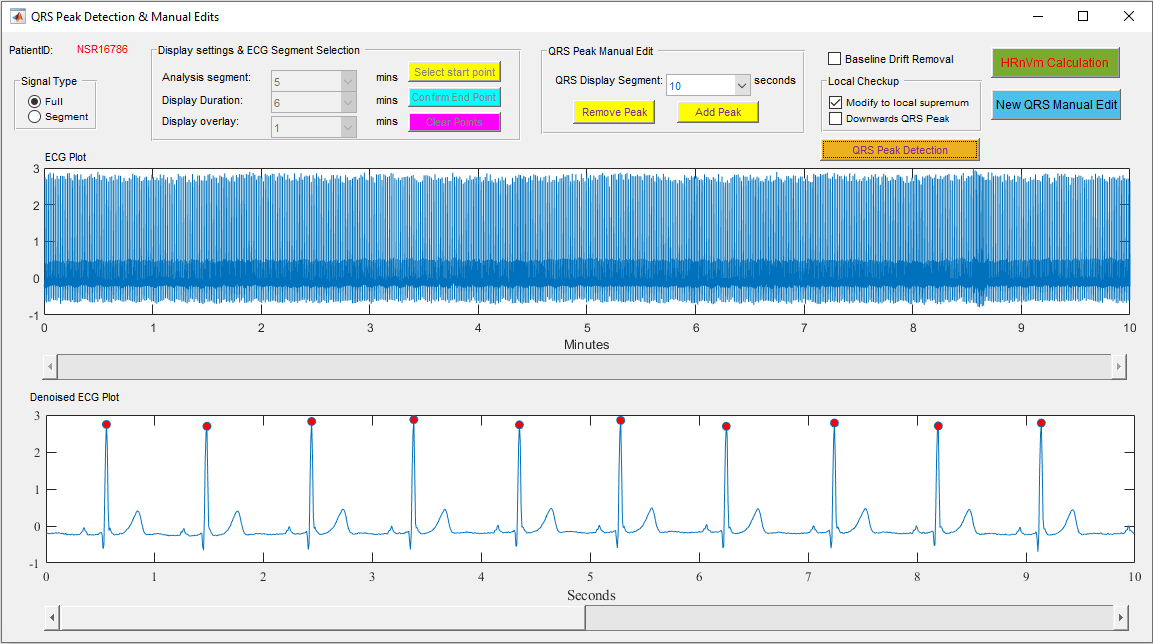 QRS Peak Detection & Manual Edits
PatientID: NSR16786
Signal Type
Full
Segment
Display settings & ECG Segment Selection
Analysis segment: 5 mins Select start point
Display Duration: 6 mins Confirm End Point
Display overlay: 1 mins Clear Points
QRS Peak Manual Edit
QRS Display Segment: 10 seconds
Remove Peak Add Peak
Baseline Drift Removal
Local Checkup
Modify to local supremum
Downwards QRS Peak
QRS Peak Detection
HRnVm Calculation
New QRS Manual Edit
ECG Plot
3
2
1
0
-1
0 1 2 3 4 5 6 7 8 9 10
Minutes
Denoised ECG Plot
3
2
1
0
-1
0 1 2 3 4 5 6 7 8 9 10
Seconds